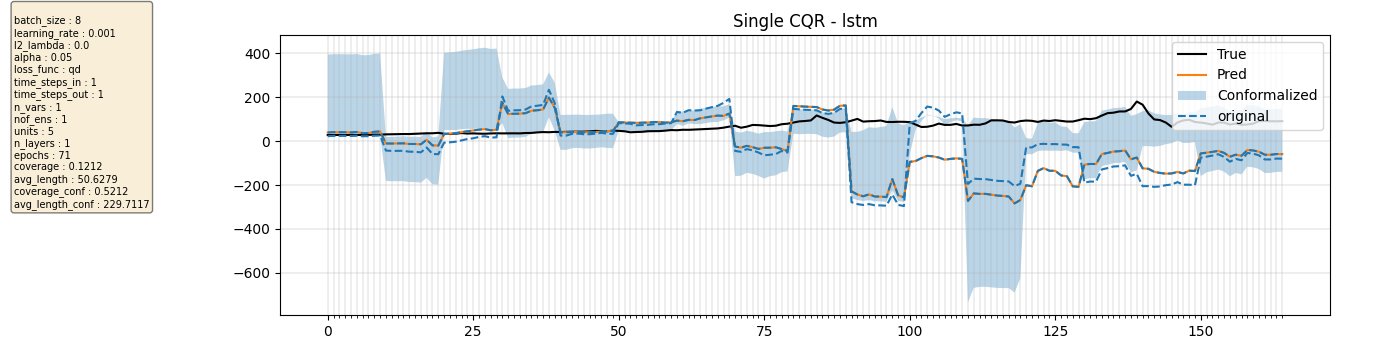 batch_size : 8
learning_rate : 0.001
l2_lambda : 0.0
alpha : 0.05
loss_func : qd
time_steps_in : 1
time_steps_out : 1
n_vars : 1
nof_ens : 1
units : 5
n_layers : 1
epochs : 71
coverage : 0.1212
avg_length : 50.6279
coverage_conf : 0.5212
avg_length_conf : 229.7117
Single CQR - lstm
400
200
0
−200
−400
−600
0 25 50 75 100 125 150
True
Pred
Conformalized
original